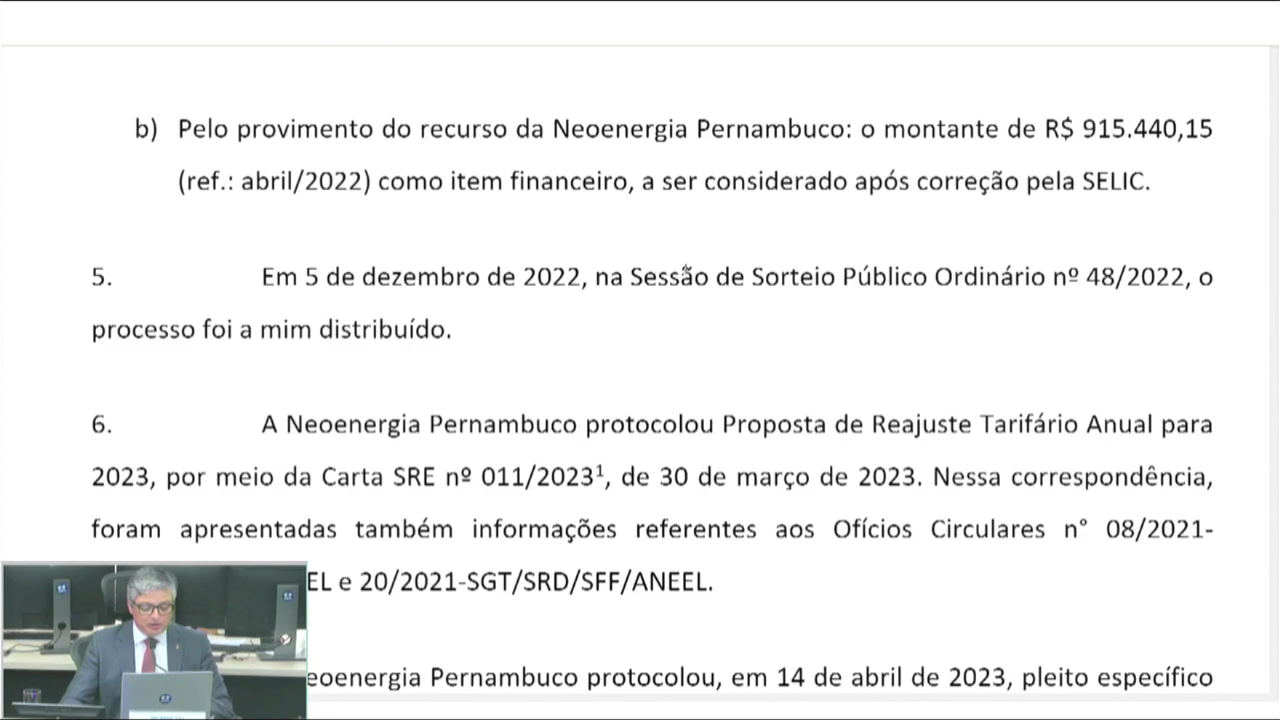 b) Pelo provimento do recurso da Neoenergia Pernambuco: o montante de R$ 915.440,15
(ref.: abril/2022) como item financeiro, a ser considerado após correção pela SELIC.
5. Em 5 de dezembro de 2022, na Sessão de Sorteio Público Ordinário nº 48/2022, o
processo foi a mim distribuído.
6. A Neoenergia Pernambuco protocolou Proposta de Reajuste Tarifário Anual para
2023, por meio da Carta SRE nº 011/2023¹, de 30 de março de 2023. Nessa correspondência,
foram apresentadas também informações referentes aos Ofícios Circulares n° 08/2021-
EL e 20/2021-SGT/SRD/SFF/ANEEL.
eoenergia Pernambuco protocolou, em 14 de abril de 2023, pleito específico